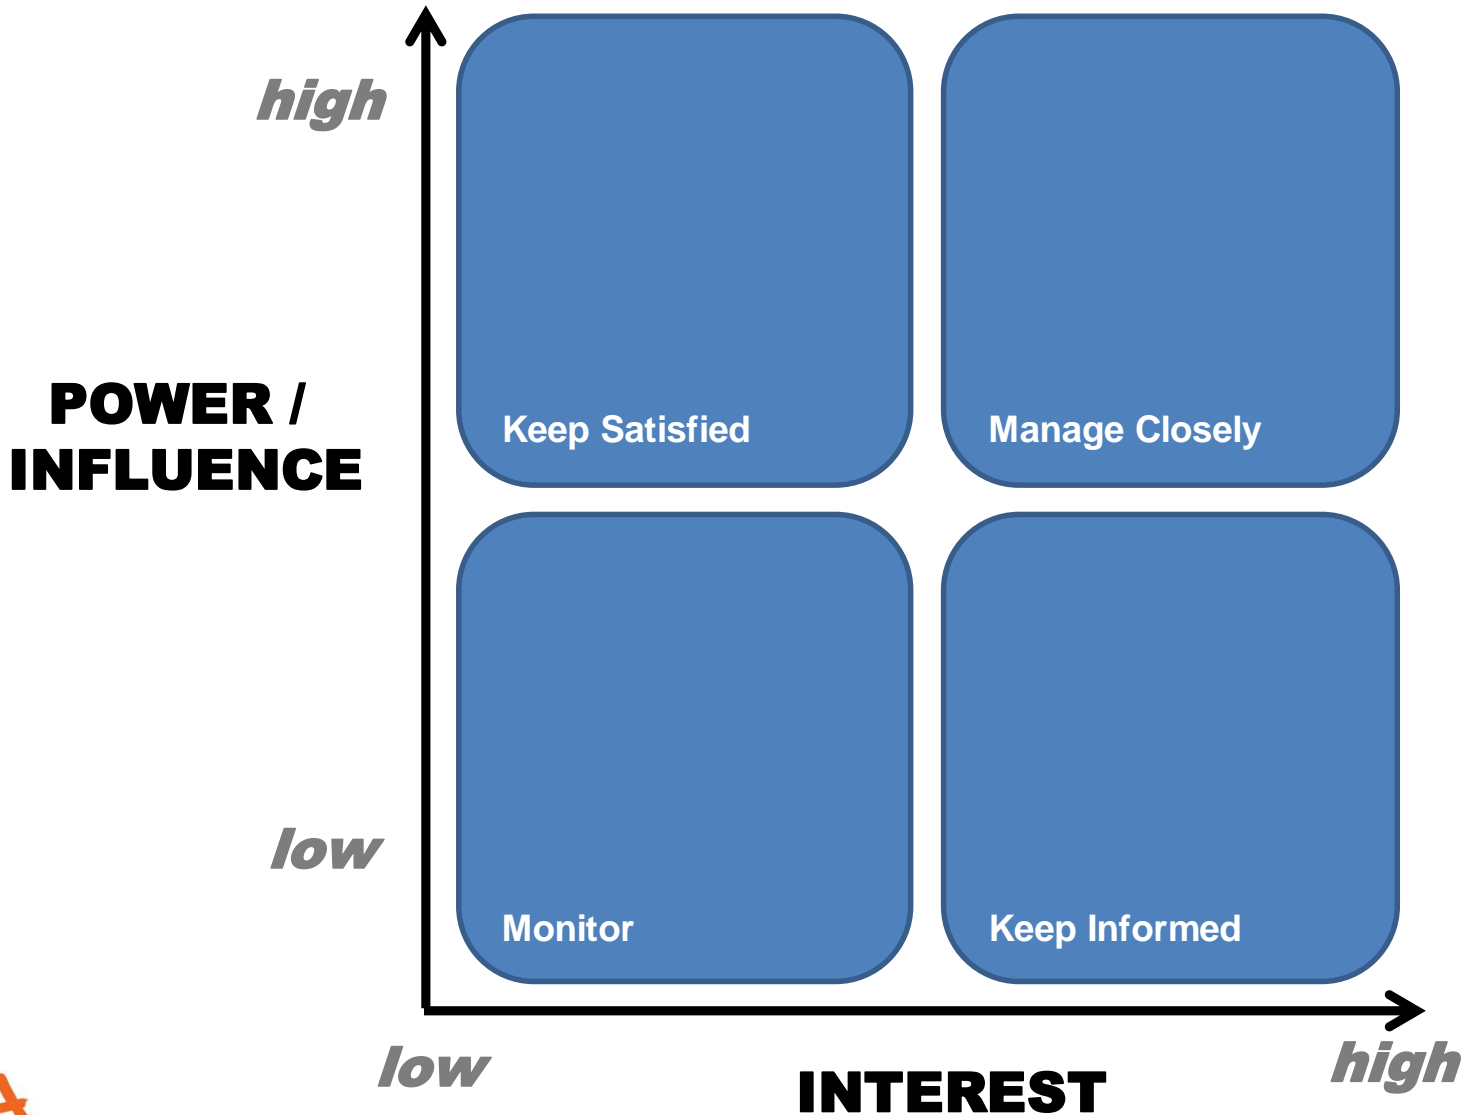 high
POWER /
INFLUENCE
Keep Satisfied
Manage Closely
low
Monitor
Keep Informed
low
high
INTEREST